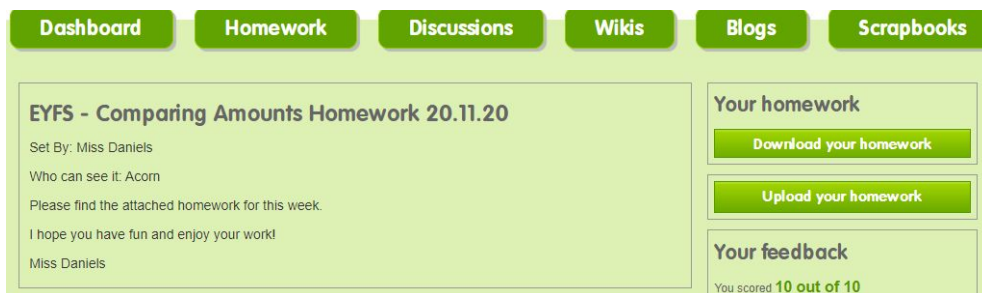 Dashboard Homework Discussions Wikis Blogs Scrapbooks
EYFS - Comparing Amounts Homework 20.11.20
Set By: Miss Daniels
Who can see it: Acorn
Please find the attached homework for this week.
I hope you have fun and enjoy your work!
Miss Daniels
Your homework
Download your homework
Upload your homework
Your feedback
You scored 10 out of 10